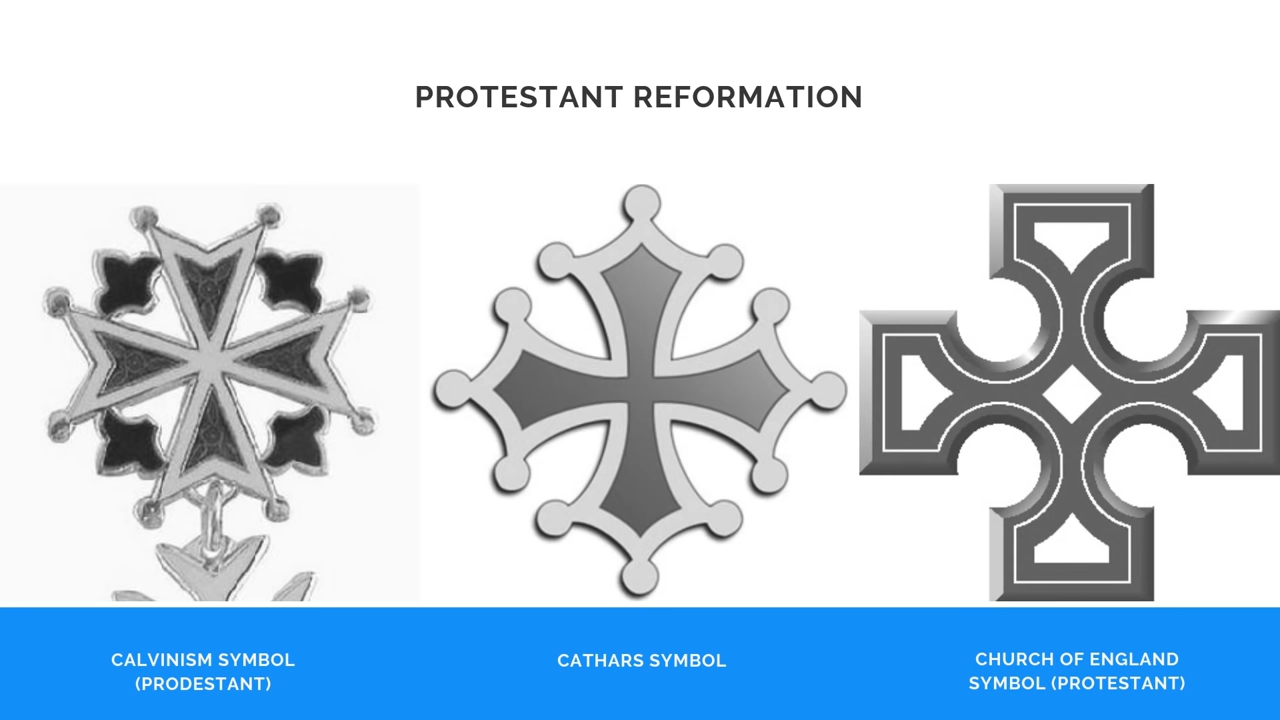 PROTESTANT REFORMATION
CALVINISM SYMBOL
(PRODESTANT)
CATHARS SYMBOL
CHURCH OF ENGLAND
SYMBOL (PROTESTANT)